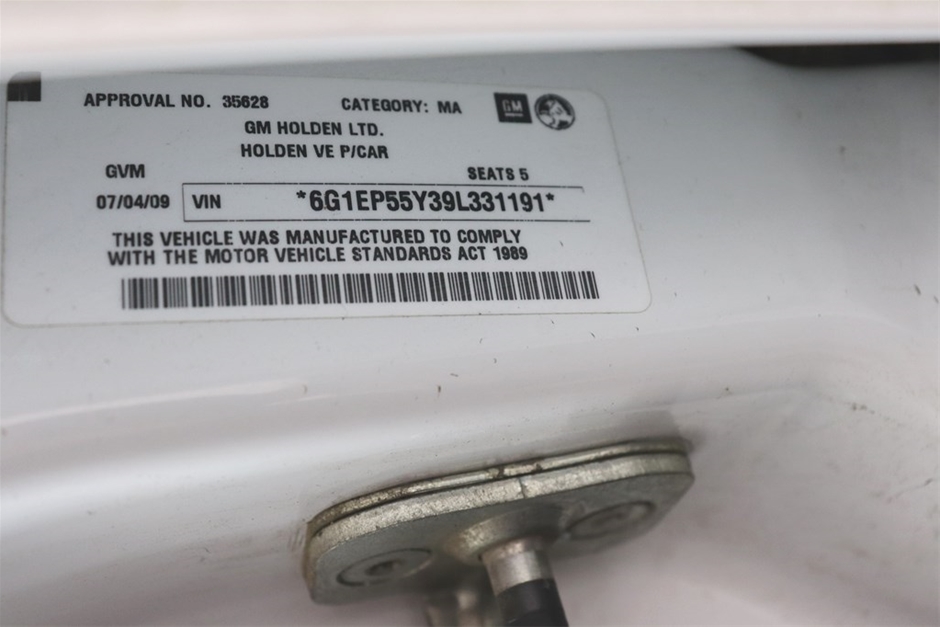 APPROVAL NO. 35628 CATEGORY: MA GM
GM HOLDEN LTD.
HOLDEN VE P/CAR
GVM SEATS 5
07/04/09 VIN *6G1EP55Y39L331191*
THIS VEHICLE WAS MANUFACTURED TO COMPLY
WITH THE MOTOR VEHICLE STANDARDS ACT 1989